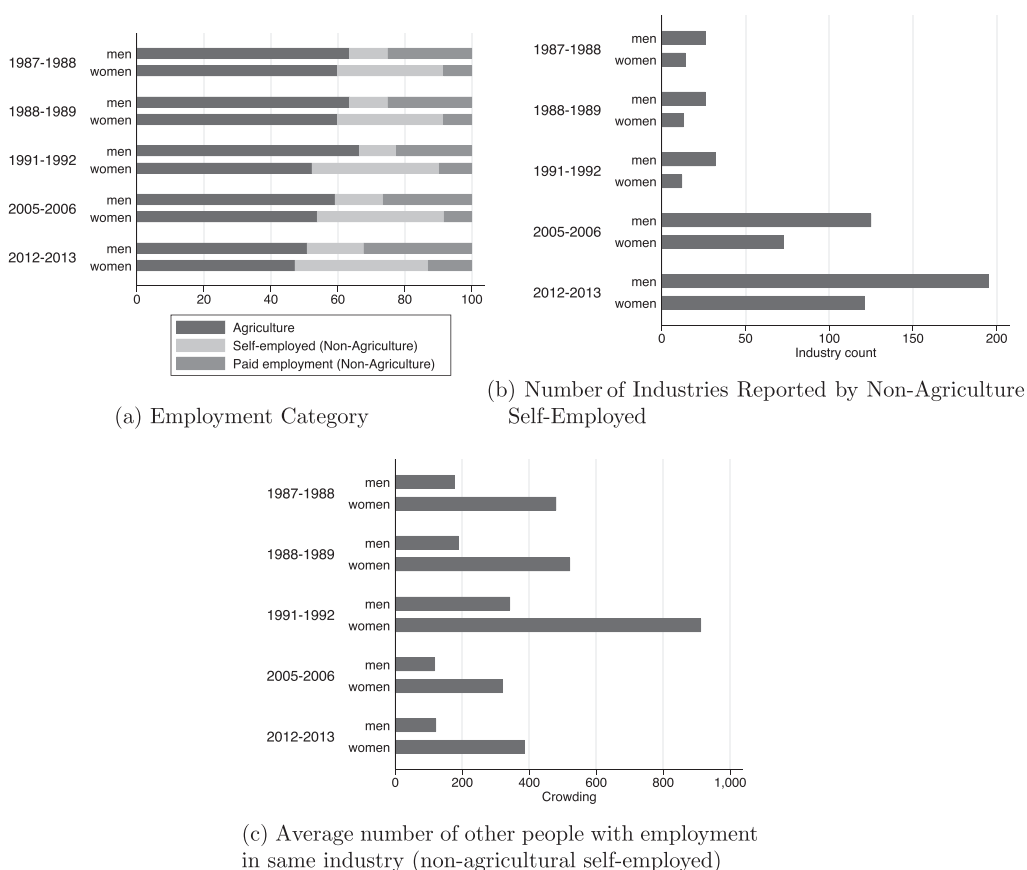 1987-1988
men
women
1988-1989
men
women
1991-1992
men
women
2005-2006
men
women
2012-2013
men
women
0 20 40 60 80 100
Agriculture
Self-employed (Non-Agriculture)
Paid employment (Non-Agriculture)
(a) Employment Category
1987-1988
men
women
1988-1989
men
women
1991-1992
men
women
2005-2006
men
women
2012-2013
men
women
0 50 100 150 200
Industry count
(b) Number of Industries Reported by Non-Agriculture
Self-Employed
1987-1988
men
women
1988-1989
men
women
1991-1992
men
women
2005-2006
men
women
2012-2013
men
women
0 200 400 600 800 1,000
Crowding
(c) Average number of other people with employment
in same industry (non-agricultural self-employed)